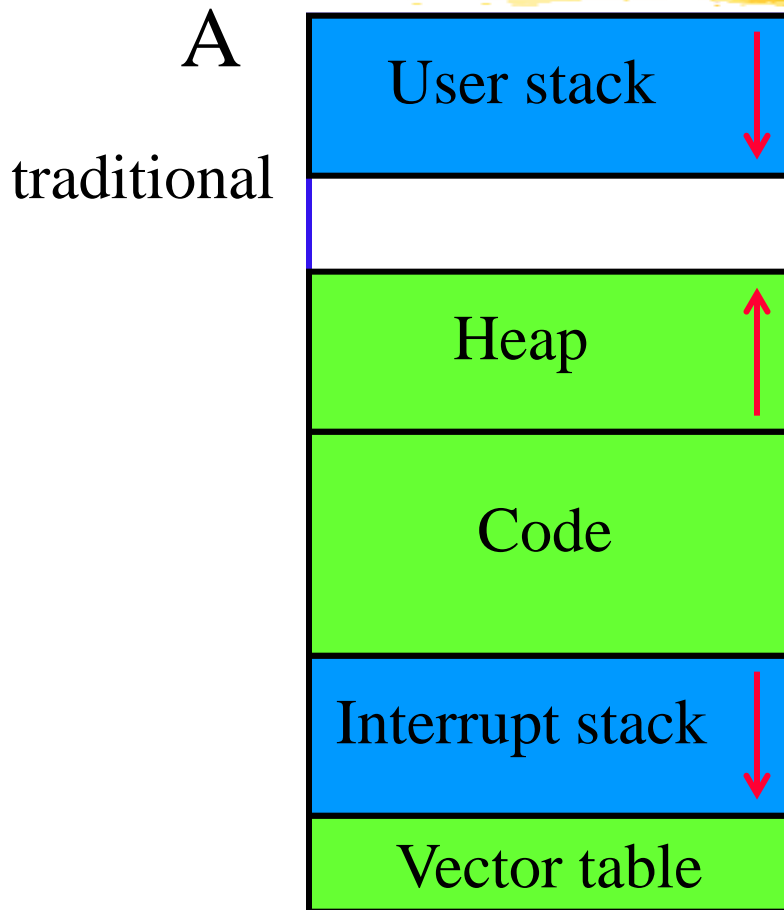 A
User stack
traditional
Heap
Code
Interrupt stack
Vector table